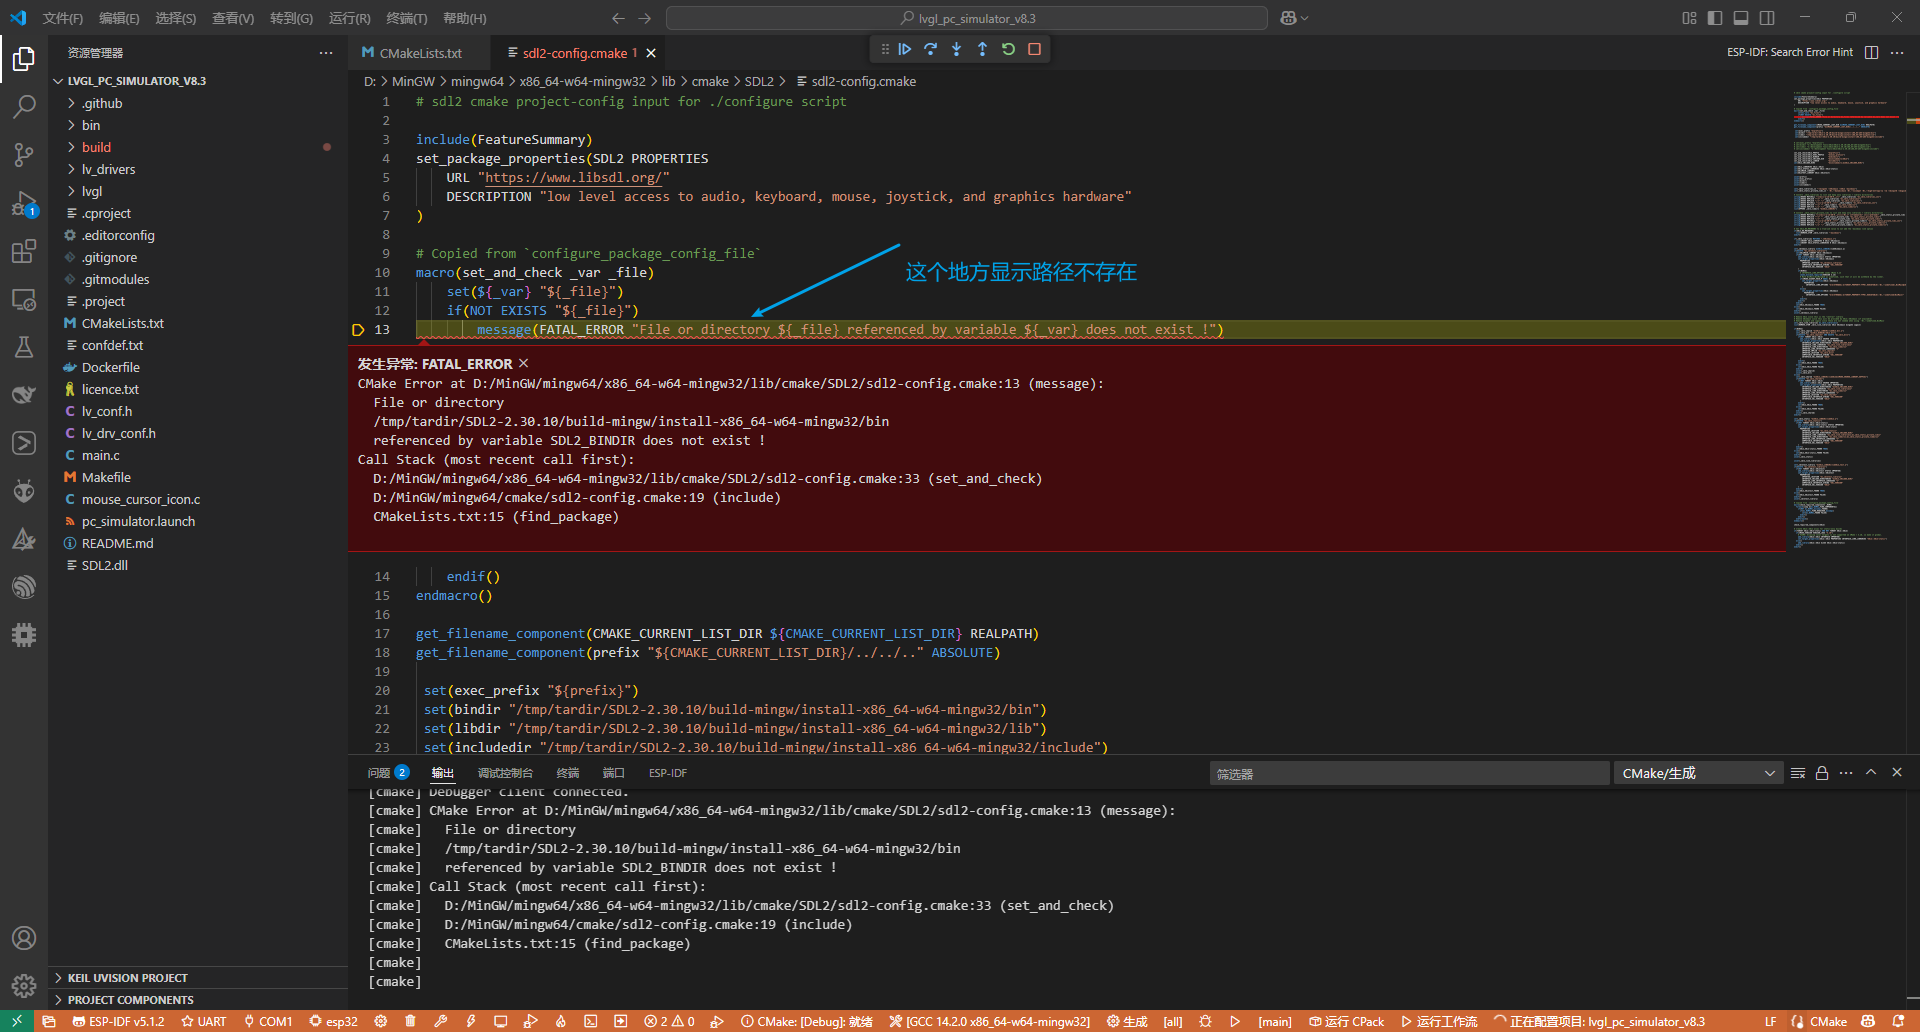 文件(F) 编辑(E) 选择(S) 查看(V) 转到(G) 运行(R) 终端(T) 帮助(H)
lvgl_pc_simulator_v8.3
资源管理器
CMakeLists.txt
sdl2-config.cmake 1
ESP-IDF: Search Error Hint
D: > MinGW > mingw64 > x86_64-w64-mingw32 > lib > cmake > SDL2 > sdl2-config.cmake
LVGL_PC_SIMULATOR_V8.3
.github
bin
build
lv_drivers
lvgl
.cproject
.editorconfig
.gitignore
.gitmodules
.project
CMakeLists.txt
confdef.txt
Dockerfile
licence.txt
lv_conf.h
lv_drv_conf.h
main.c
Makefile
mouse_cursor_icon.c
pc_simulator.launch
README.md
SDL2.dll
KEIL UVISION PROJECT
PROJECT COMPONENTS
1
1 # sdl2 cmake project-config input for ./configure script
2
3 include(FeatureSummary)
4 set_package_properties(SDL2 PROPERTIES
5 URL "https://www.libsdl.org/"
6 DESCRIPTION "low level access to audio, keyboard, mouse, joystick, and graphics hardware"
7 )
8
9 # Copied from `configure_package_config_file`
10 macro(set_and_check _var _file)
这个地方显示路径不存在
11 set(${_var} "${_file}")
12 if(NOT EXISTS "${_file}")
13 message(FATAL_ERROR "File or directory ${_file} referenced by variable ${_var} does not exist !")
发生异常: FATAL_ERROR
CMake Error at D:/MinGW/mingw64/x86_64-w64-mingw32/lib/cmake/SDL2/sdl2-config.cmake:13 (message):
File or directory
/tmp/tardir/SDL2-2.30.10/build-mingw/install-x86_64-w64-mingw32/bin
referenced by variable SDL2_BINDIR does not exist !
Call Stack (most recent call first):
D:/MinGW/mingw64/x86_64-w64-mingw32/lib/cmake/SDL2/sdl2-config.cmake:33 (set_and_check)
D:/MinGW/mingw64/cmake/sdl2-config.cmake:19 (include)
CMakeLists.txt:15 (find_package)
14 endif()
15 endmacro()
16
17 get_filename_component(CMAKE_CURRENT_LIST_DIR ${CMAKE_CURRENT_LIST_DIR} REALPATH)
18 get_filename_component(prefix "${CMAKE_CURRENT_LIST_DIR}/../../.." ABSOLUTE)
19
20 set(exec_prefix "${prefix}")
21 set(bindir "/tmp/tardir/SDL2-2.30.10/build-mingw/install-x86_64-w64-mingw32/bin")
22 set(libdir "/tmp/tardir/SDL2-2.30.10/build-mingw/install-x86_64-w64-mingw32/lib")
23 set(includedir "/tmp/tardir/SDL2-2.30.10/build-mingw/install-x86_64-w64-mingw32/include")
问题 2 输出 调试控制台 终端 端口 ESP-IDF
筛选器
CMake/生成
[cmake] Debugger client connected.
[cmake] CMake Error at D:/MinGW/mingw64/x86_64-w64-mingw32/lib/cmake/SDL2/sdl2-config.cmake:13 (message):
[cmake] File or directory
[cmake] /tmp/tardir/SDL2-2.30.10/build-mingw/install-x86_64-w64-mingw32/bin
[cmake] referenced by variable SDL2_BINDIR does not exist !
[cmake] Call Stack (most recent call first):
[cmake] D:/MinGW/mingw64/x86_64-w64-mingw32/lib/cmake/SDL2/sdl2-config.cmake:33 (set_and_check)
[cmake] D:/MinGW/mingw64/cmake/sdl2-config.cmake:19 (include)
[cmake] CMakeLists.txt:15 (find_package)
[cmake]
[cmake]
ESP-IDF v5.1.2 UART COM1 esp32 2 0 CMake: [Debug]: 就绪 [GCC 14.2.0 x86_64-w64-mingw32] 生成 [all] [main] 运行 CPack 运行工作流 正在配置项目: lvgl_pc_simulator_v8.3 LF CMake